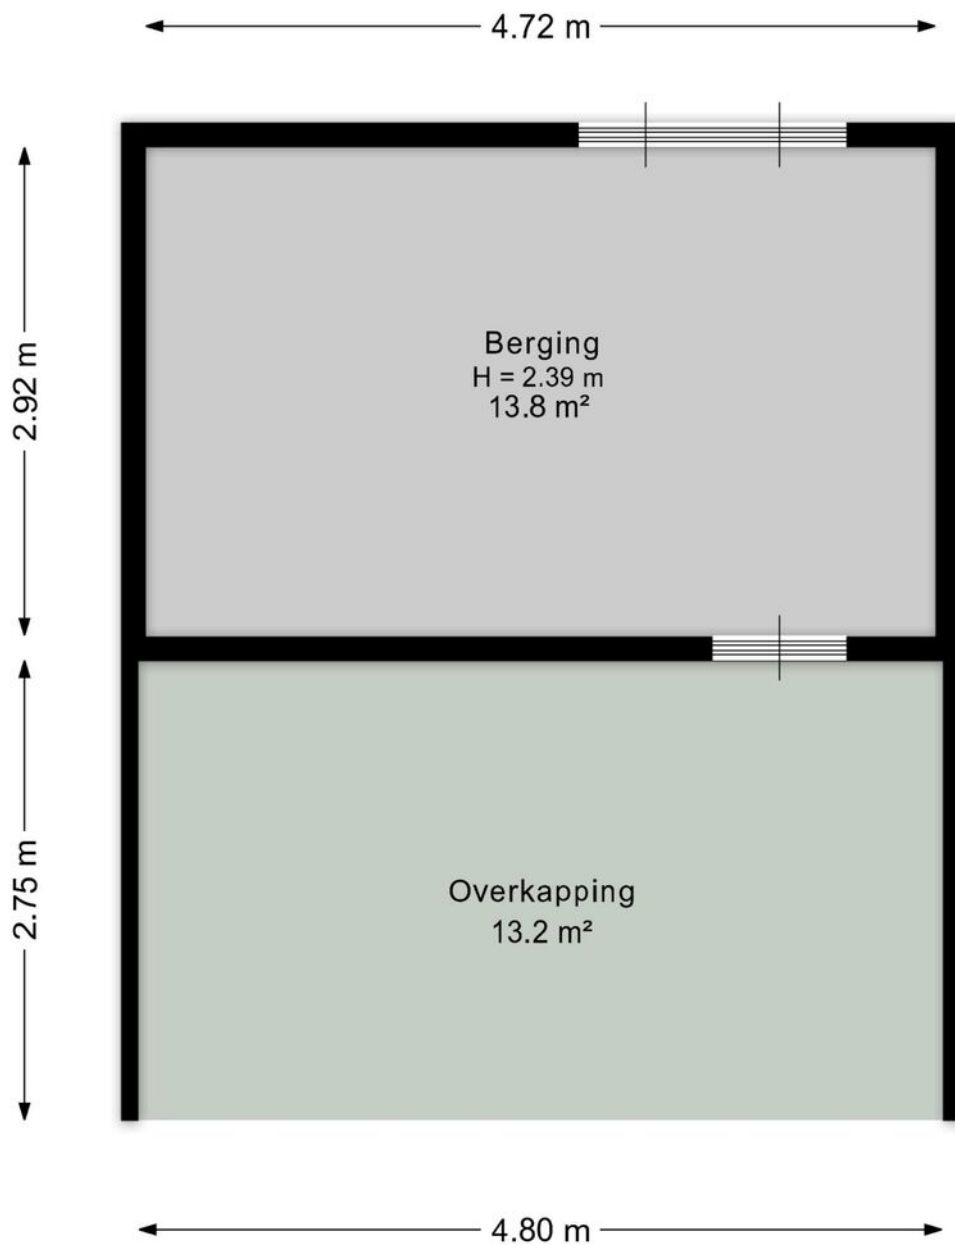 4.72 m
2.92 m
Berging
H = 2.39 m
13.8 m²
2.75 m
Overkapping
13.2 m²
4.80 m